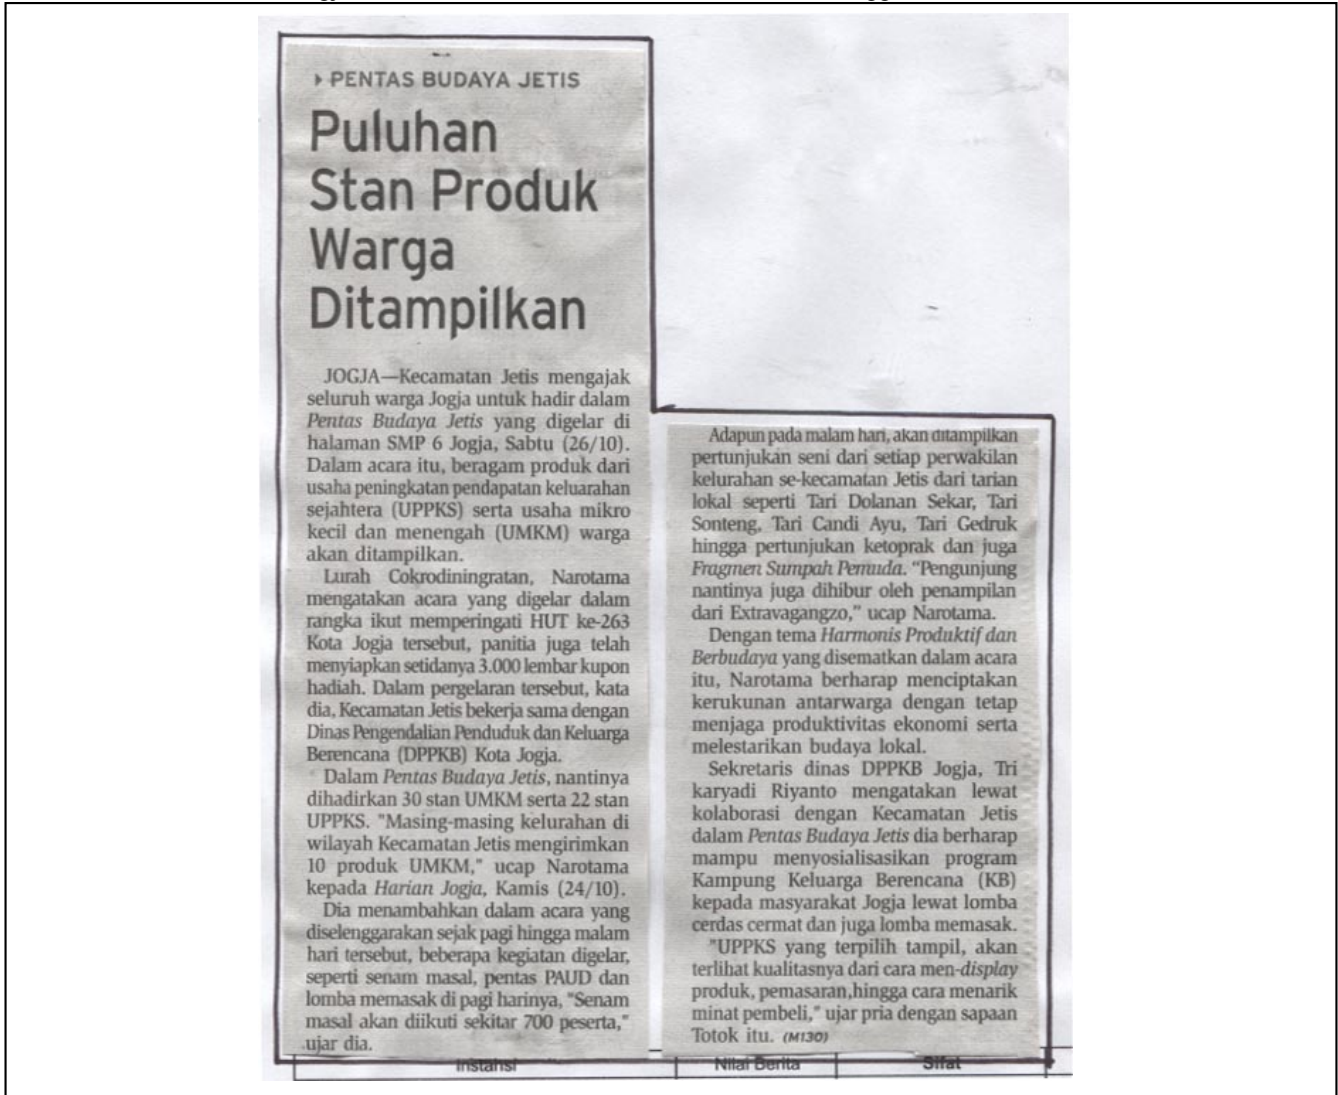 ▸ PENTAS BUDAYA JETIS
Puluhan
Stan Produk
Warga
Ditampilkan
JOGJA—Kecamatan Jetis mengajak
seluruh warga Jogja untuk hadir dalam
Pentas Budaya Jetis yang digelar di
halaman SMP 6 Jogja, Sabtu (26/10).
Dalam acara itu, beragam produk dari
usaha peningkatan pendapatan keluarahan
sejahtera (UPPKS) serta usaha mikro
kecil dan menengah (UMKM) warga
akan ditampilkan.
Lurah Cokrodiningratan, Narotama
mengatakan acara yang digelar dalam
rangka ikut memperingati HUT ke-263
Kota Jogja tersebut, panitia juga telah
menyiapkan setidanya 3.000 lembar kupon
hadiah. Dalam pergelaran tersebut, kata
dia, Kecamatan Jetis bekerja sama dengan
Dinas Pengendalian Penduduk dan Keluarga
Berencana (DPPKB) Kota Jogja.
Dalam Pentas Budaya Jetis, nantinya
dihadirkan 30 stan UMKM serta 22 stan
UPPKS. "Masing-masing kelurahan di
wilayah Kecamatan Jetis mengirimkan
10 produk UMKM," ucap Narotama
kepada Harian Jogja, Kamis (24/10).
Dia menambahkan dalam acara yang
diselenggarakan sejak pagi hingga malam
hari tersebut, beberapa kegiatan digelar,
seperti senam masal, pentas PAUD dan
lomba memasak di pagi harinya, "Senam
masal akan diikuti sekitar 700 peserta,"
ujar dia.
Adapun pada malam hari, akan ditampilkan
pertunjukan seni dari setiap perwakilan
kelurahan se-kecamatan Jetis dari tarian
lokal seperti Tari Dolanan Sekar, Tari
Sonteng, Tari Candi Ayu, Tari Gedruk
hingga pertunjukan ketoprak dan juga
Fragmen Sumpah Pemuda. "Pengunjung
nantinya juga dihibur oleh penampilan
dari Extravagangzo," ucap Narotama.
Dengan tema Harmonis Produktif dan
Berbudaya yang disematkan dalam acara
itu, Narotama berharap menciptakan
kerukunan antarwarga dengan tetap
menjaga produktivitas ekonomi serta
melestarikan budaya lokal.
Sekretaris dinas DPPKB Jogja, Tri
karyadi Riyanto mengatakan lewat
kolaborasi dengan Kecamatan Jetis
dalam Pentas Budaya Jetis dia berharap
mampu menyosialisasikan program
Kampung Keluarga Berencana (KB)
kepada masyarakat Jogja lewat lomba
cerdas cermat dan juga lomba memasak.
"UPPKS yang terpilih tampil, akan
terlihat kualitasnya dari cara men-display
produk, pemasaran,hingga cara menarik
minat pembeli," ujar pria dengan sapaan
Totok itu. (M130)
Instansi Nilai Berita Sifat